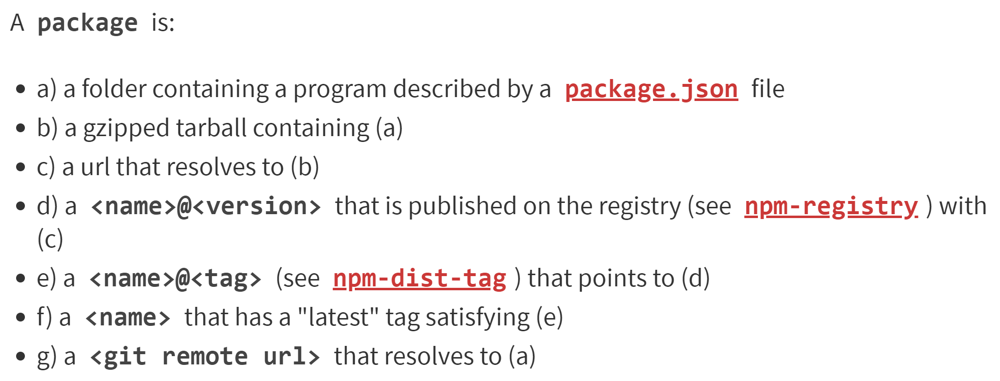 A package is:
• a) a folder containing a program described by a package.json file
• b) a gzipped tarball containing (a)
• c) a url that resolves to (b)
• d) a <name>@<version> that is published on the registry (see npm-registry ) with
(c)
• e) a <name>@<tag> (see npm-dist-tag ) that points to (d)
• f) a <name> that has a "latest" tag satisfying (e)
• g) a <git remote url> that resolves to (a)